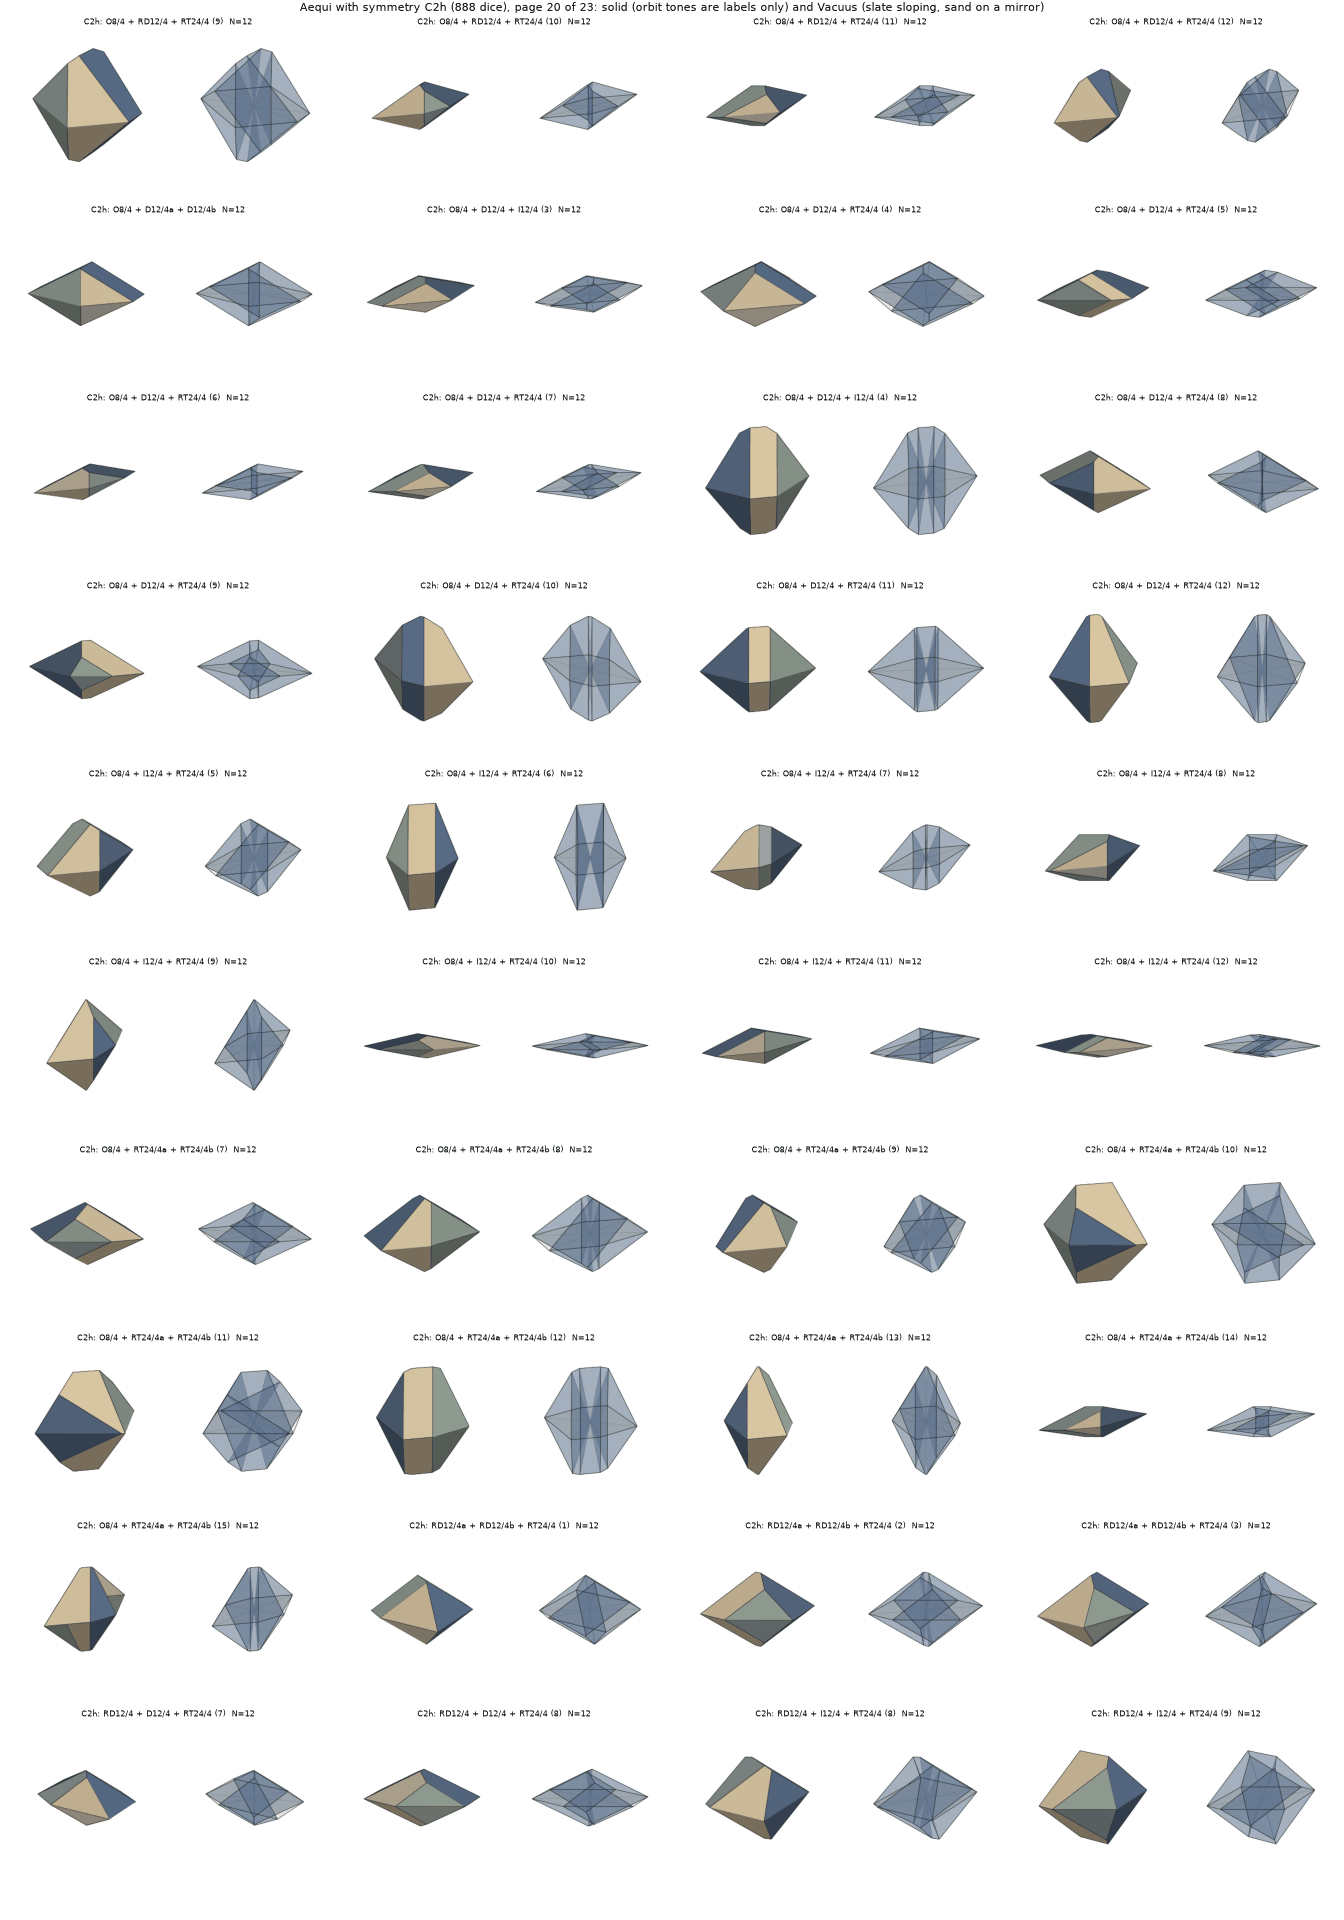 Aequi with symmetry C2h (888 dice), page 20 of 23: solid (orbit tones are labels only) and Vacuus (slate sloping, sand on a mirror)
C2h: O8/4 + RD12/4 + RT24/4 (9)  N=12
C2h: O8/4 + RD12/4 + RT24/4 (10)  N=12
C2h: O8/4 + RD12/4 + RT24/4 (11)  N=12
C2h: O8/4 + RD12/4 + RT24/4 (12)  N=12
C2h: O8/4 + D12/4a + D12/4b  N=12
C2h: O8/4 + D12/4 + I12/4 (3)  N=12
C2h: O8/4 + D12/4 + RT24/4 (4)  N=12
C2h: O8/4 + D12/4 + RT24/4 (5)  N=12
C2h: O8/4 + D12/4 + RT24/4 (6)  N=12
C2h: O8/4 + D12/4 + RT24/4 (7)  N=12
C2h: O8/4 + D12/4 + I12/4 (4)  N=12
C2h: O8/4 + D12/4 + RT24/4 (8)  N=12
C2h: O8/4 + D12/4 + RT24/4 (9)  N=12
C2h: O8/4 + D12/4 + RT24/4 (10)  N=12
C2h: O8/4 + D12/4 + RT24/4 (11)  N=12
C2h: O8/4 + D12/4 + RT24/4 (12)  N=12
C2h: O8/4 + I12/4 + RT24/4 (5)  N=12
C2h: O8/4 + I12/4 + RT24/4 (6)  N=12
C2h: O8/4 + I12/4 + RT24/4 (7)  N=12
C2h: O8/4 + I12/4 + RT24/4 (8)  N=12
C2h: O8/4 + I12/4 + RT24/4 (9)  N=12
C2h: O8/4 + I12/4 + RT24/4 (10)  N=12
C2h: O8/4 + I12/4 + RT24/4 (11)  N=12
C2h: O8/4 + I12/4 + RT24/4 (12)  N=12
C2h: O8/4 + RT24/4a + RT24/4b (7)  N=12
C2h: O8/4 + RT24/4a + RT24/4b (8)  N=12
C2h: O8/4 + RT24/4a + RT24/4b (9)  N=12
C2h: O8/4 + RT24/4a + RT24/4b (10)  N=12
C2h: O8/4 + RT24/4a + RT24/4b (11)  N=12
C2h: O8/4 + RT24/4a + RT24/4b (12)  N=12
C2h: O8/4 + RT24/4a + RT24/4b (13)  N=12
C2h: O8/4 + RT24/4a + RT24/4b (14)  N=12
C2h: O8/4 + RT24/4a + RT24/4b (15)  N=12
C2h: RD12/4a + RD12/4b + RT24/4 (1)  N=12
C2h: RD12/4a + RD12/4b + RT24/4 (2)  N=12
C2h: RD12/4a + RD12/4b + RT24/4 (3)  N=12
C2h: RD12/4 + D12/4 + RT24/4 (7)  N=12
C2h: RD12/4 + D12/4 + RT24/4 (8)  N=12
C2h: RD12/4 + I12/4 + RT24/4 (8)  N=12
C2h: RD12/4 + I12/4 + RT24/4 (9)  N=12